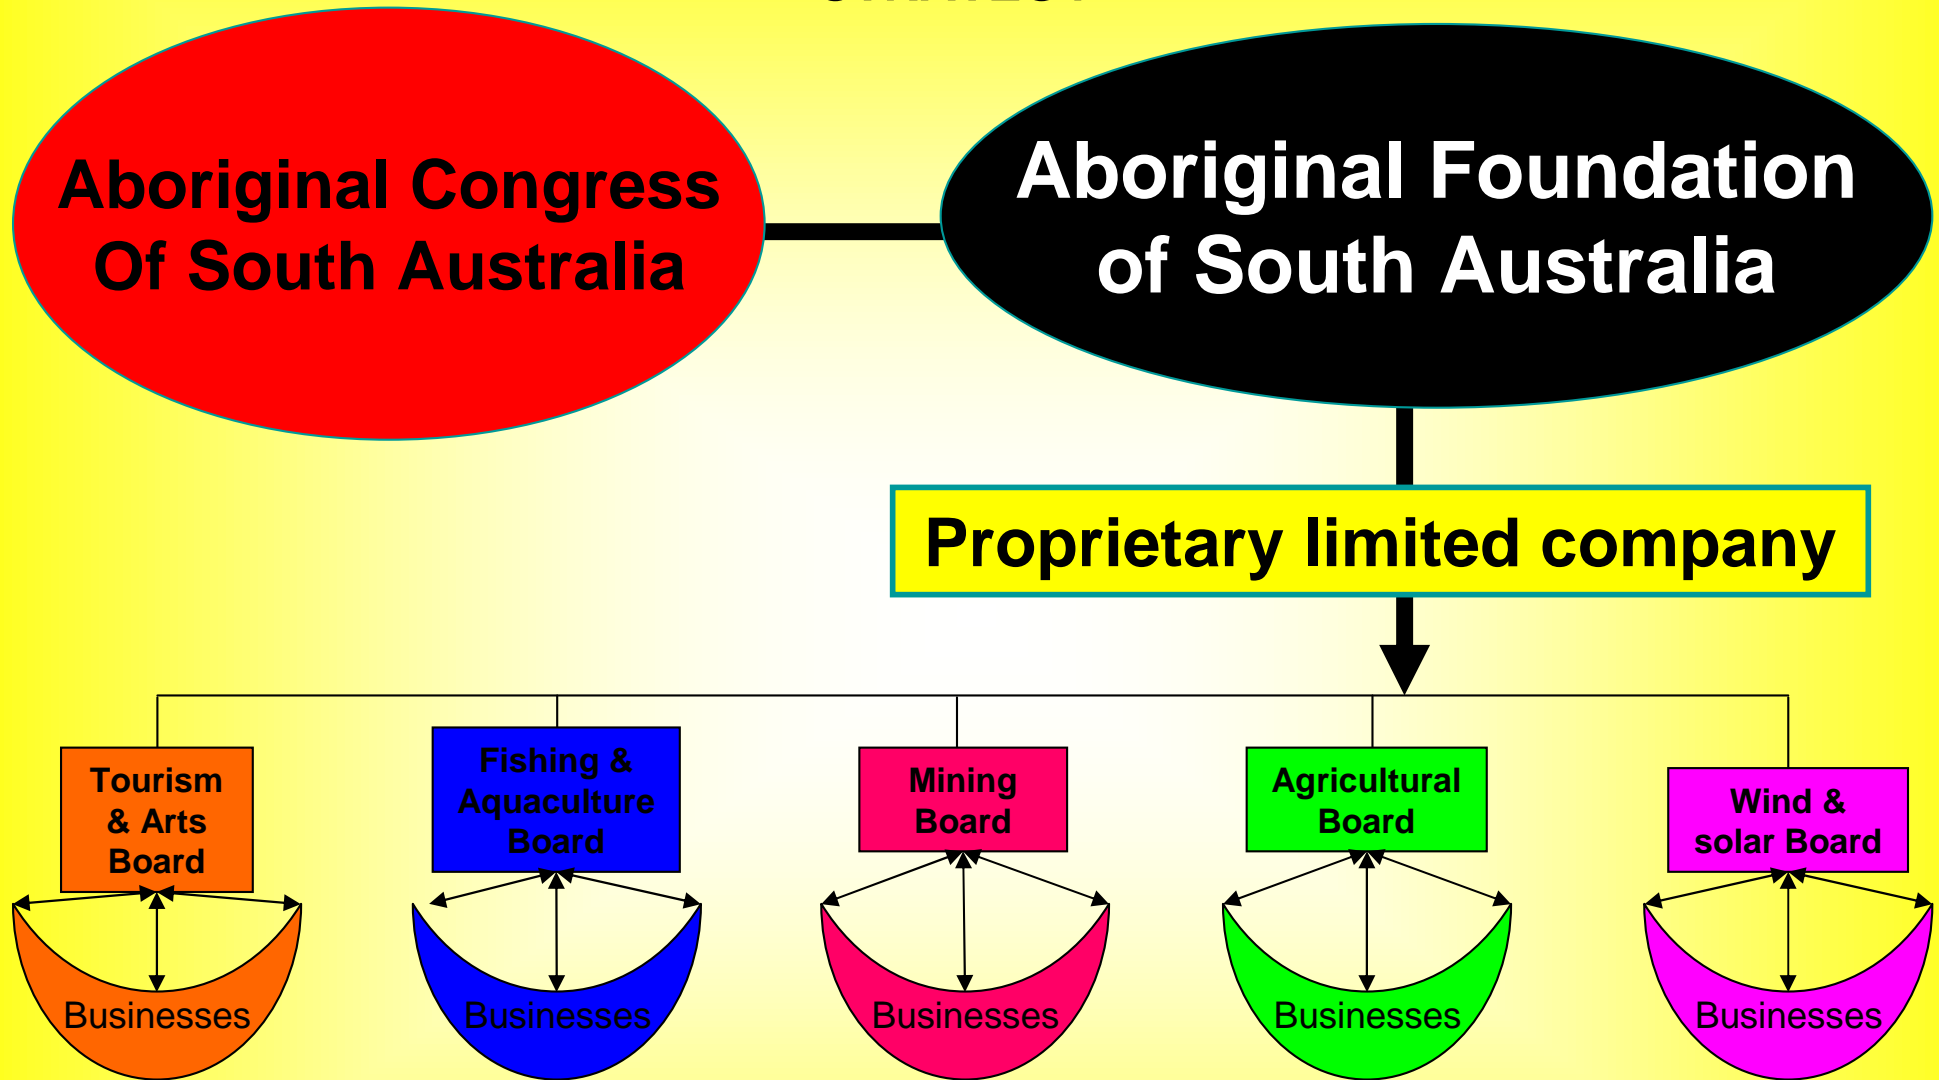 Aboriginal Congress
Of South Australia
Aboriginal Foundation
of South Australia
Proprietary limited company
Tourism
& Arts
Board
Fishing &
Aquaculture
Board
Mining
Board
Agricultural
Board
Wind &
solar Board
Businesses
Businesses
Businesses
Businesses
Businesses